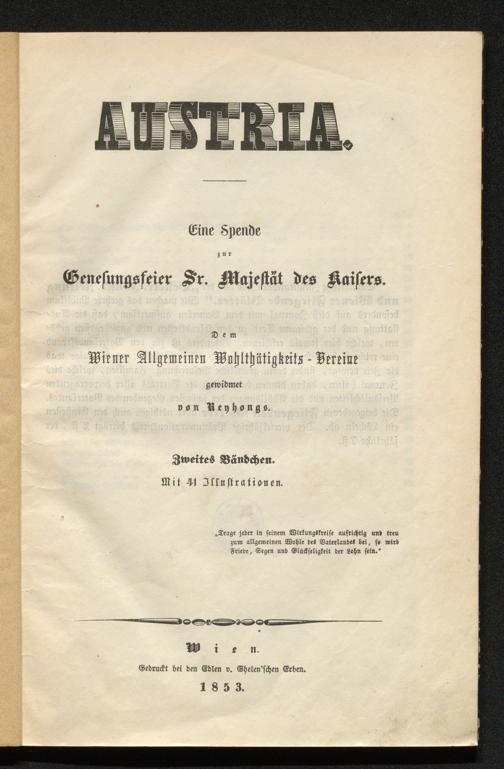 AUSTRIA.
Eine Spende
zur
Genesungsfeier Sr. Majestät des Kaisers.
Dem
Wiener Allgemeinen Wohlthätigkeits-Vereine
gewidmet
von Reyhongs.
Zweites Bändchen.
Mit 41 Illustrationen.
„Trage jeder in seinem Wirkungskreise aufrichtig und treu
zum allgemeinen Wohle des Vaterlandes bei, so wird
Friede, Segen und Glückseligkeit der Lohn sein.“
Wien.
Gedruckt bei den Edlen v. Ghelen'schen Erben.
1853.